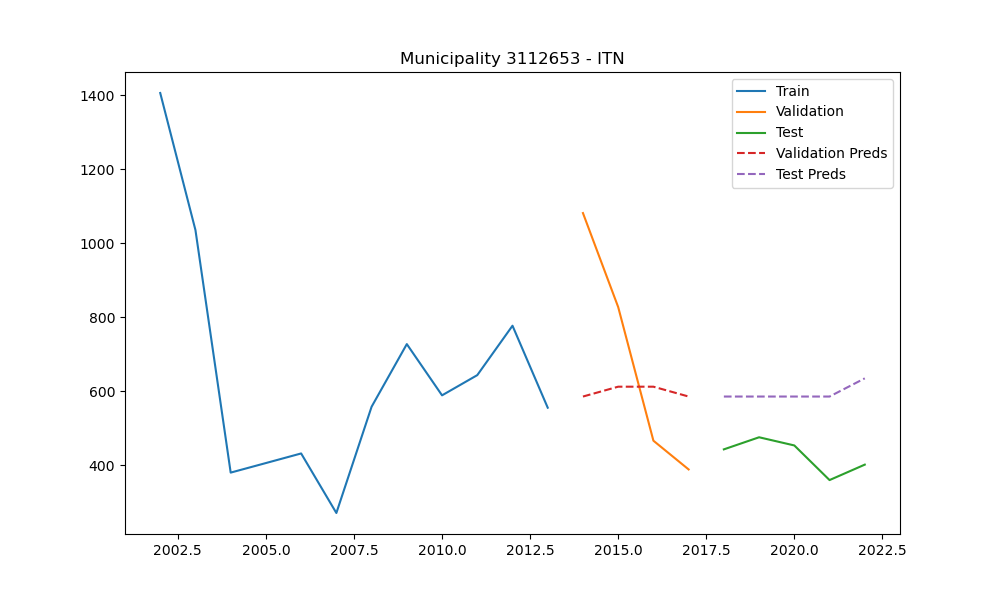 Municipality 3112653 - ITN
Train
Validation
Test
Validation Preds
Test Preds
1400
1200
1000
800
600
400
2002.5 2005.0 2007.5 2010.0 2012.5 2015.0 2017.5 2020.0 2022.5